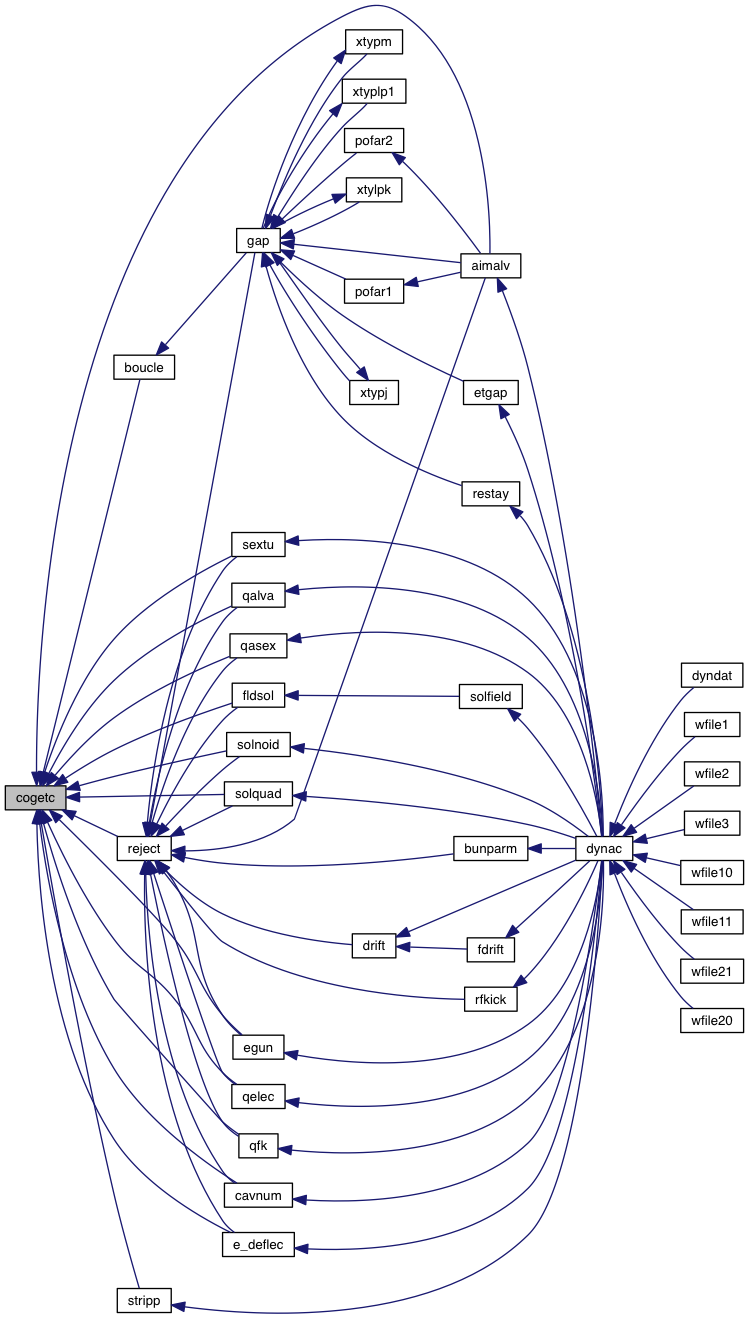 xtypm
xtyplp1
pofar2
xtylpk
gap
aimalv
pofar1
boucle
xtypj
etgap
restay
sextu
qalva
qasex
dyndat
fldsol
solfield
wfile1
solnoid
wfile2
cogetc
solquad
wfile3
reject
bunparm
dynac
wfile10
wfile11
drift
fdrift
wfile21
rfkick
wfile20
egun
qelec
qfk
cavnum
e_deflec
stripp